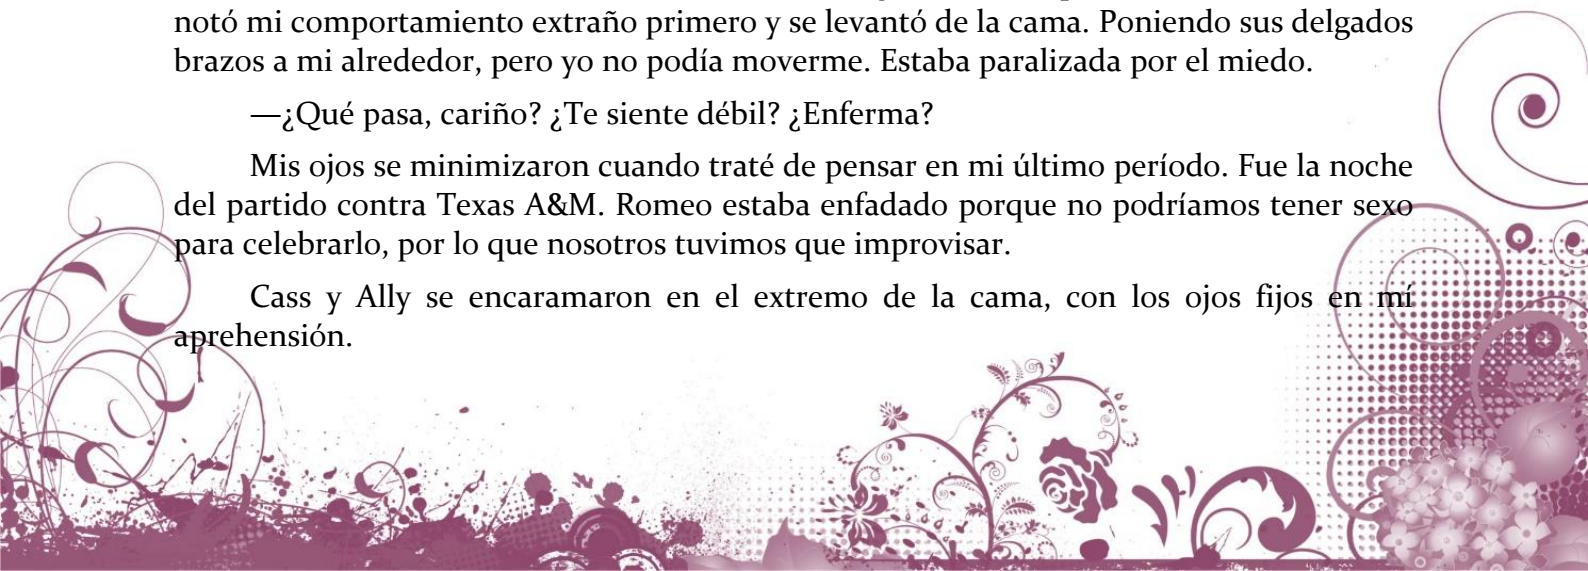 notó mi comportamiento extraño primero y se levantó de la cama. Poniendo sus delgados
brazos a mi alrededor, pero yo no podía moverme. Estaba paralizada por el miedo.
—¿Qué pasa, cariño? ¿Te siente débil? ¿Enferma?
Mis ojos se minimizaron cuando traté de pensar en mi último período. Fue la noche
del partido contra Texas A&M. Romeo estaba enfadado porque no podríamos tener sexo
para celebrarlo, por lo que nosotros tuvimos que improvisar.
Cass y Ally se encaramaron en el extremo de la cama, con los ojos fijos en mí
aprehensión.